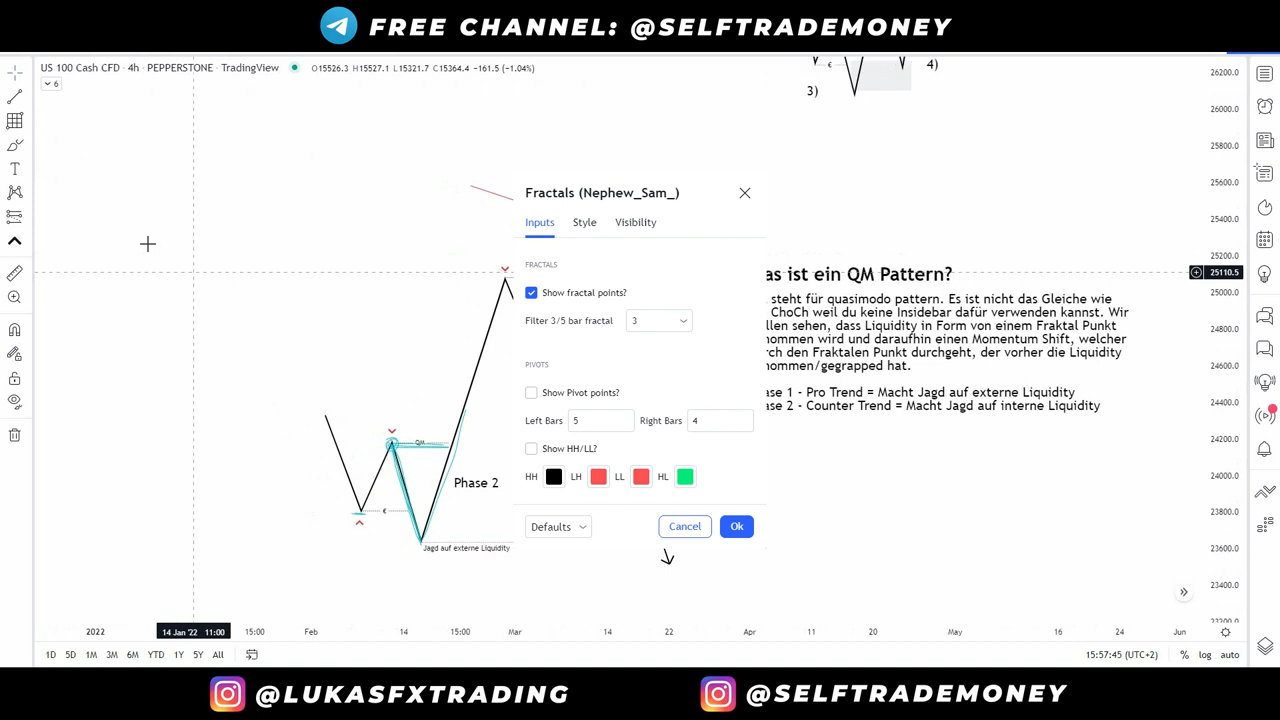 FREE CHANNEL: @SELFTRADEMONEY
US 100 Cash CFD · 4h · PEPPERSTONE · TradingView
O15526.3 H15527.1 L15321.7 C15364.4 -161.5 (-1.04%)
6
3)
€
4)
26200.0
26000.0
25800.0
25600.0
25400.0
25200.0
25110.5
25000.0
24800.0
24600.0
24400.0
24200.0
24000.0
23800.0
23600.0
23400.0
23200.0
Fractals (Nephew_Sam_)
Inputs
Style
Visibility
FRACTALS
Show fractal points?
Filter 3/5 bar fractal
3
PIVOTS
Show Pivot points?
Left Bars
5
Right Bars
4
Show HH/LL?
HH
LH
LL
HL
Defaults
Cancel
Ok
as ist ein QM Pattern?
steht für quasimodo pattern. Es ist nicht das Gleiche wie
ChoCh weil du keine Insidebar dafür verwenden kannst. Wir
llen sehen, dass Liquidity in Form von einem Fraktal Punkt
nommen wird und daraufhin einen Momentum Shift, welcher
rch den Fraktalen Punkt durchgeht, der vorher die Liquidity
nommen/gegrapped hat.
ase 1 - Pro Trend = Macht Jagd auf externe Liquidity
ase 2 - Counter Trend = Macht Jagd auf interne Liquidity
QM
Phase 2
€
Jagd auf externe Liquidity
2022
14 Jan '22 11:00
15:00
Feb
14
15:00
Mar
14
22
Apr
11
20
May
16
24
Jun
1D
5D
1M
3M
6M
YTD
1Y
5Y
All
15:57:45 (UTC+2)
%
log
auto
@LUKASFXTRADING
@SELFTRADEMONEY